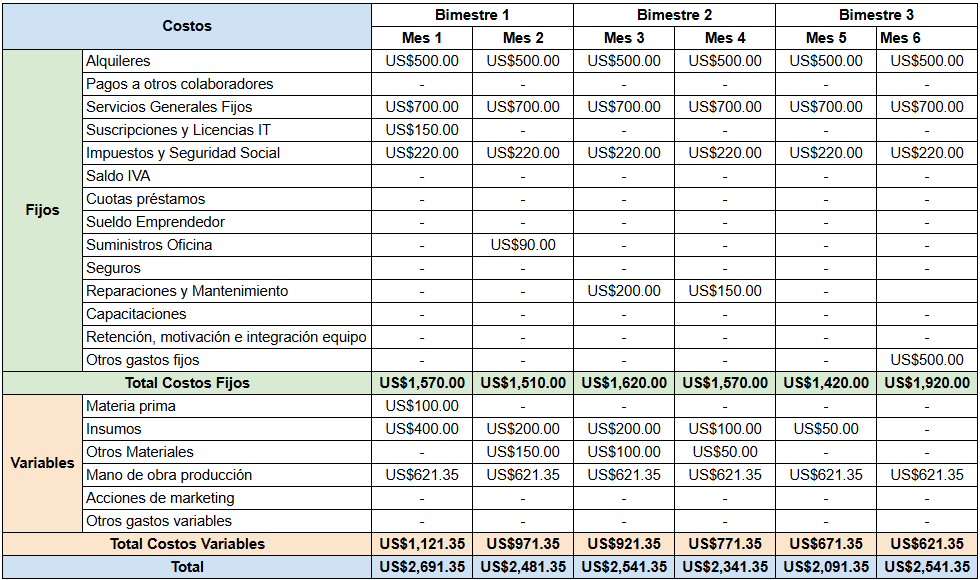 Costos Bimestre 1 Bimestre 2 Bimestre 3
Mes 1 Mes 2 Mes 3 Mes 4 Mes 5 Mes 6
Fijos
Alquileres US$500.00 US$500.00 US$500.00 US$500.00 US$500.00 US$500.00
Pagos a otros colaboradores - - - - - -
Servicios Generales Fijos US$700.00 US$700.00 US$700.00 US$700.00 US$700.00 US$700.00
Suscripciones y Licencias IT US$150.00 - - - - -
Impuestos y Seguridad Social US$220.00 US$220.00 US$220.00 US$220.00 US$220.00 US$220.00
Saldo IVA - - - - - -
Cuotas préstamos - - - - - -
Sueldo Emprendedor - - - - - -
Suministros Oficina - US$90.00 - - - -
Seguros - - - - - -
Reparaciones y Mantenimiento - - US$200.00 US$150.00 -
Capacitaciones - - - - - -
Retención, motivación e integración equipo - - - - - -
Otros gastos fijos - - - - - US$500.00
Total Costos Fijos US$1,570.00 US$1,510.00 US$1,620.00 US$1,570.00 US$1,420.00 US$1,920.00
Variables
Materia prima US$100.00 - - - - -
Insumos US$400.00 US$200.00 US$200.00 US$100.00 US$50.00 -
Otros Materiales - US$150.00 US$100.00 US$50.00 - -
Mano de obra producción US$621.35 US$621.35 US$621.35 US$621.35 US$621.35 US$621.35
Acciones de marketing - - - - - -
Otros gastos variables - - - - - -
Total Costos Variables US$1,121.35 US$971.35 US$921.35 US$771.35 US$671.35 US$621.35
Total US$2,691.35 US$2,481.35 US$2,541.35 US$2,341.35 US$2,091.35 US$2,541.35